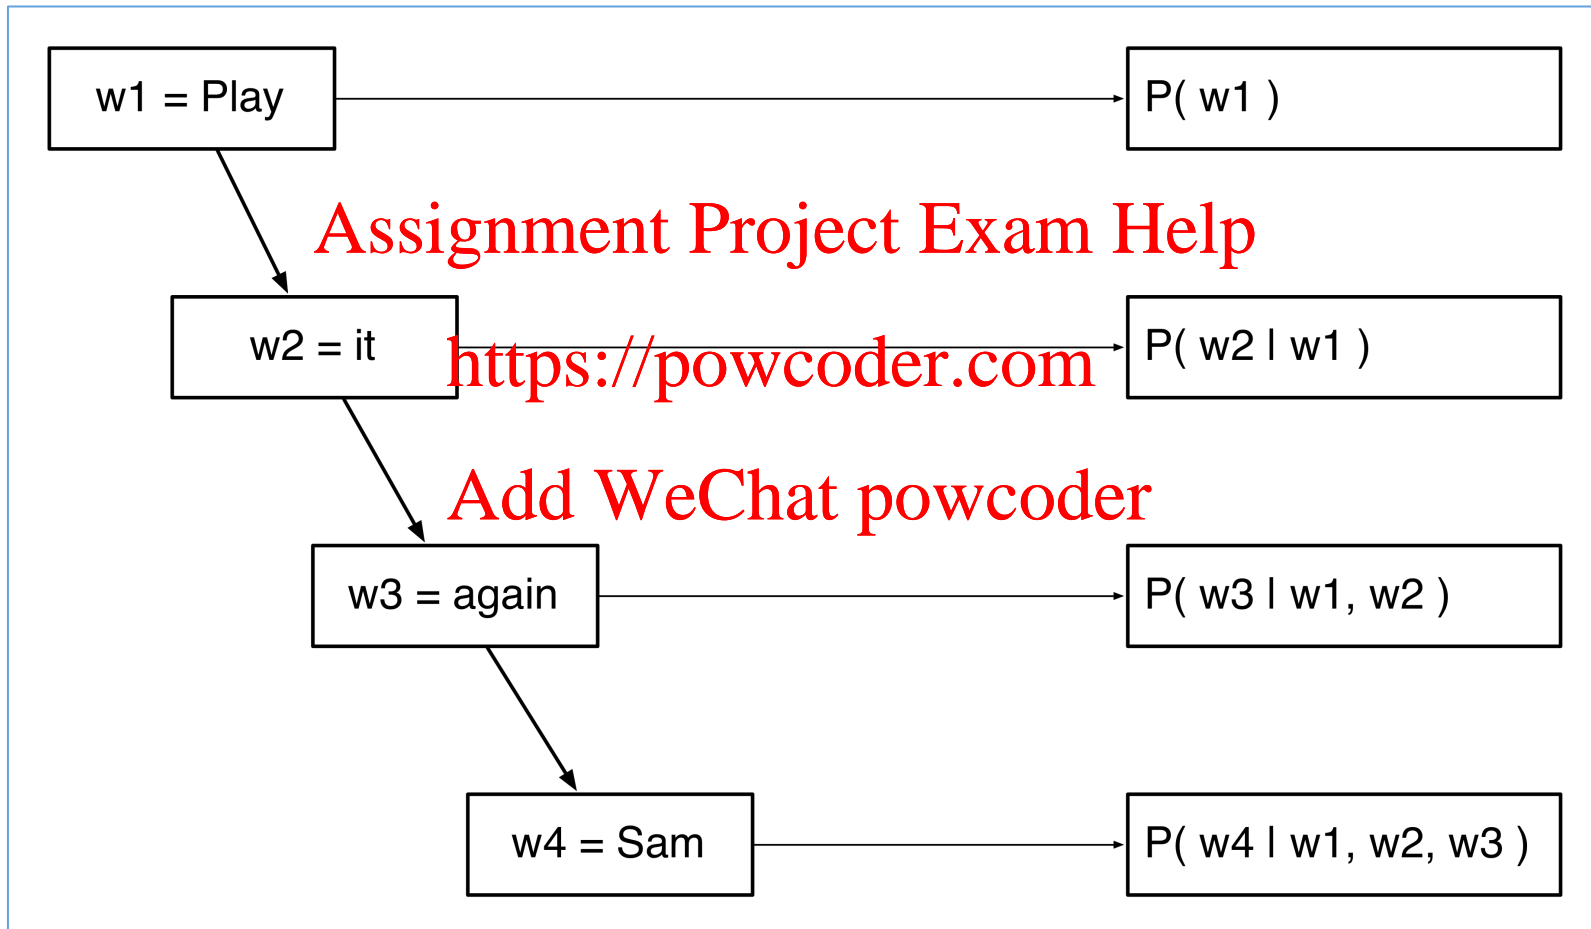 w1 = Play
P( w1 )
Assignment Project Exam Help
w2 = it
P( w2 | w1 )
https://powcoder.com
Add WeChat powcoder
w3 = again
P( w3 | w1, w2 )
w4 = Sam
P( w4 | w1, w2, w3 )